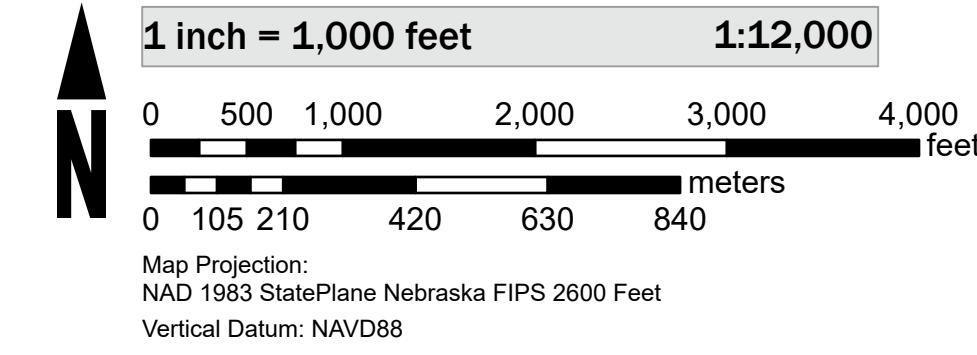 N
1 inch = 1,000 feet 1:12,000
0 500 1,000 2,000 3,000 4,000
feet
meters
0 105 210 420 630 840
Map Projection:
NAD 1983 StatePlane Nebraska FIPS 2600 Feet
Vertical Datum: NAVD88